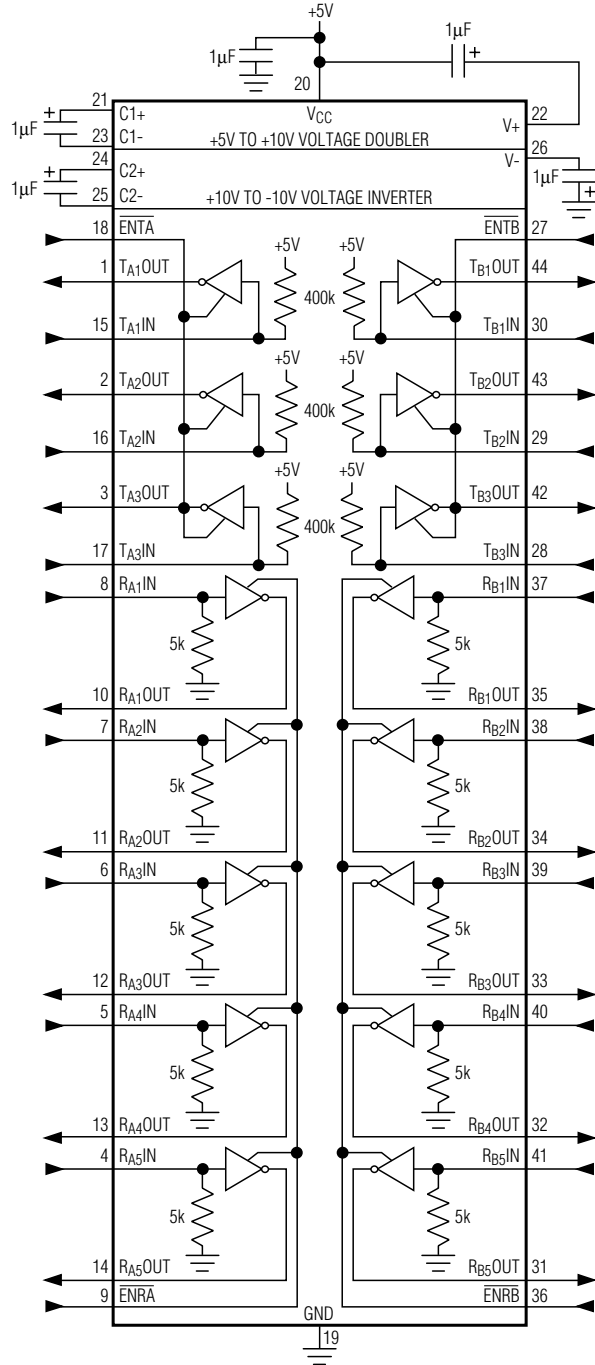 +5V
1µF
1µF
20
21
C1+
VCC
V+
22
1µF
23
C1-
+5V TO +10V VOLTAGE DOUBLER
24
C2+
V-
26
1µF
25
C2-
+10V TO -10V VOLTAGE INVERTER
1µF
18
ENTA
ENTB
27
+5V
+5V
1
TA1OUT
TB1OUT
44
400k
15
TA1IN
TB1IN
30
+5V
+5V
2
TA2OUT
TB2OUT
43
400k
16
TA2IN
TB2IN
29
+5V
+5V
3
TA3OUT
TB3OUT
42
400k
17
TA3IN
TB3IN
28
8
RA1IN
RB1IN
37
5k
5k
10
RA1OUT
RB1OUT
35
7
RA2IN
RB2IN
38
5k
5k
11
RA2OUT
RB2OUT
34
6
RA3IN
RB3IN
39
5k
5k
12
RA3OUT
RB3OUT
33
5
RA4IN
RB4IN
40
5k
5k
13
RA4OUT
RB4OUT
32
4
RA5IN
RB5IN
41
5k
5k
14
RA5OUT
RB5OUT
31
9
ENRA
ENRB
36
GND
19